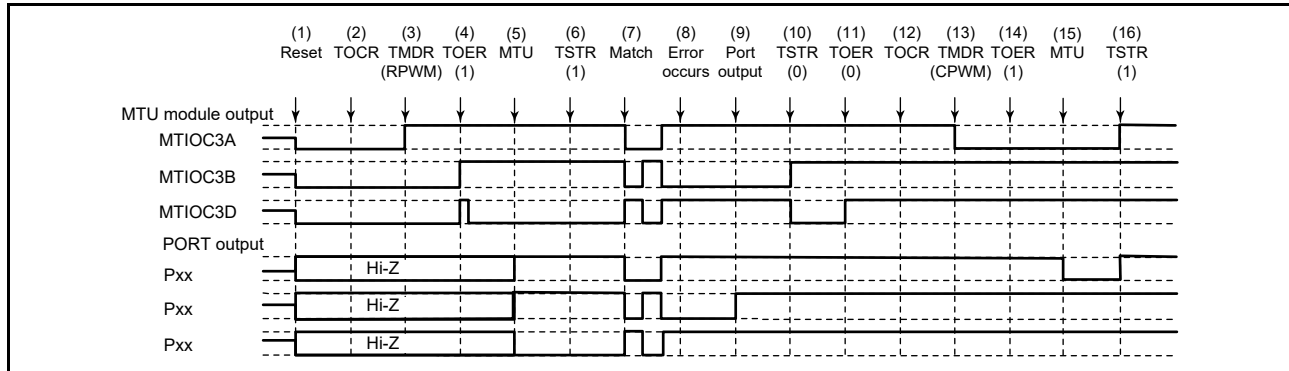 (1) (2) (3) (4) (5) (6) (7) (8) (9) (10) (11) (12) (13) (14) (15) (16)
Reset TOCR TMDR TOER MTU TSTR Match Error Port TSTR TOER TOCR TMDR TOER MTU TSTR
(RPWM) (1) (1) occurs output (0) (0) (CPWM) (1) (1)
MTU module output
MTIOC3A
MTIOC3B
MTIOC3D
PORT output
Pxx Hi-Z
Pxx Hi-Z
Pxx Hi-Z